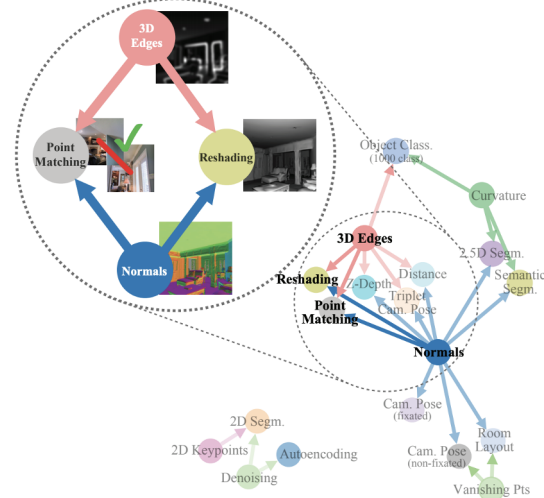 3D
Edges
Point
Matching
Reshading
Normals
Object Class.
(1000 class)
Curvature
3D Edges
2.5D Segm.
Distance
Semantic
Segm.
Reshading
Z-Depth
Triplet
Cam. Pose
Point
Matching
Normals
Cam. Pose
(fixated)
2D Segm.
Room
Layout
2D Keypoints
Autoencoding
Cam. Pose
(non-fixated)
Denoising
Vanishing Pts